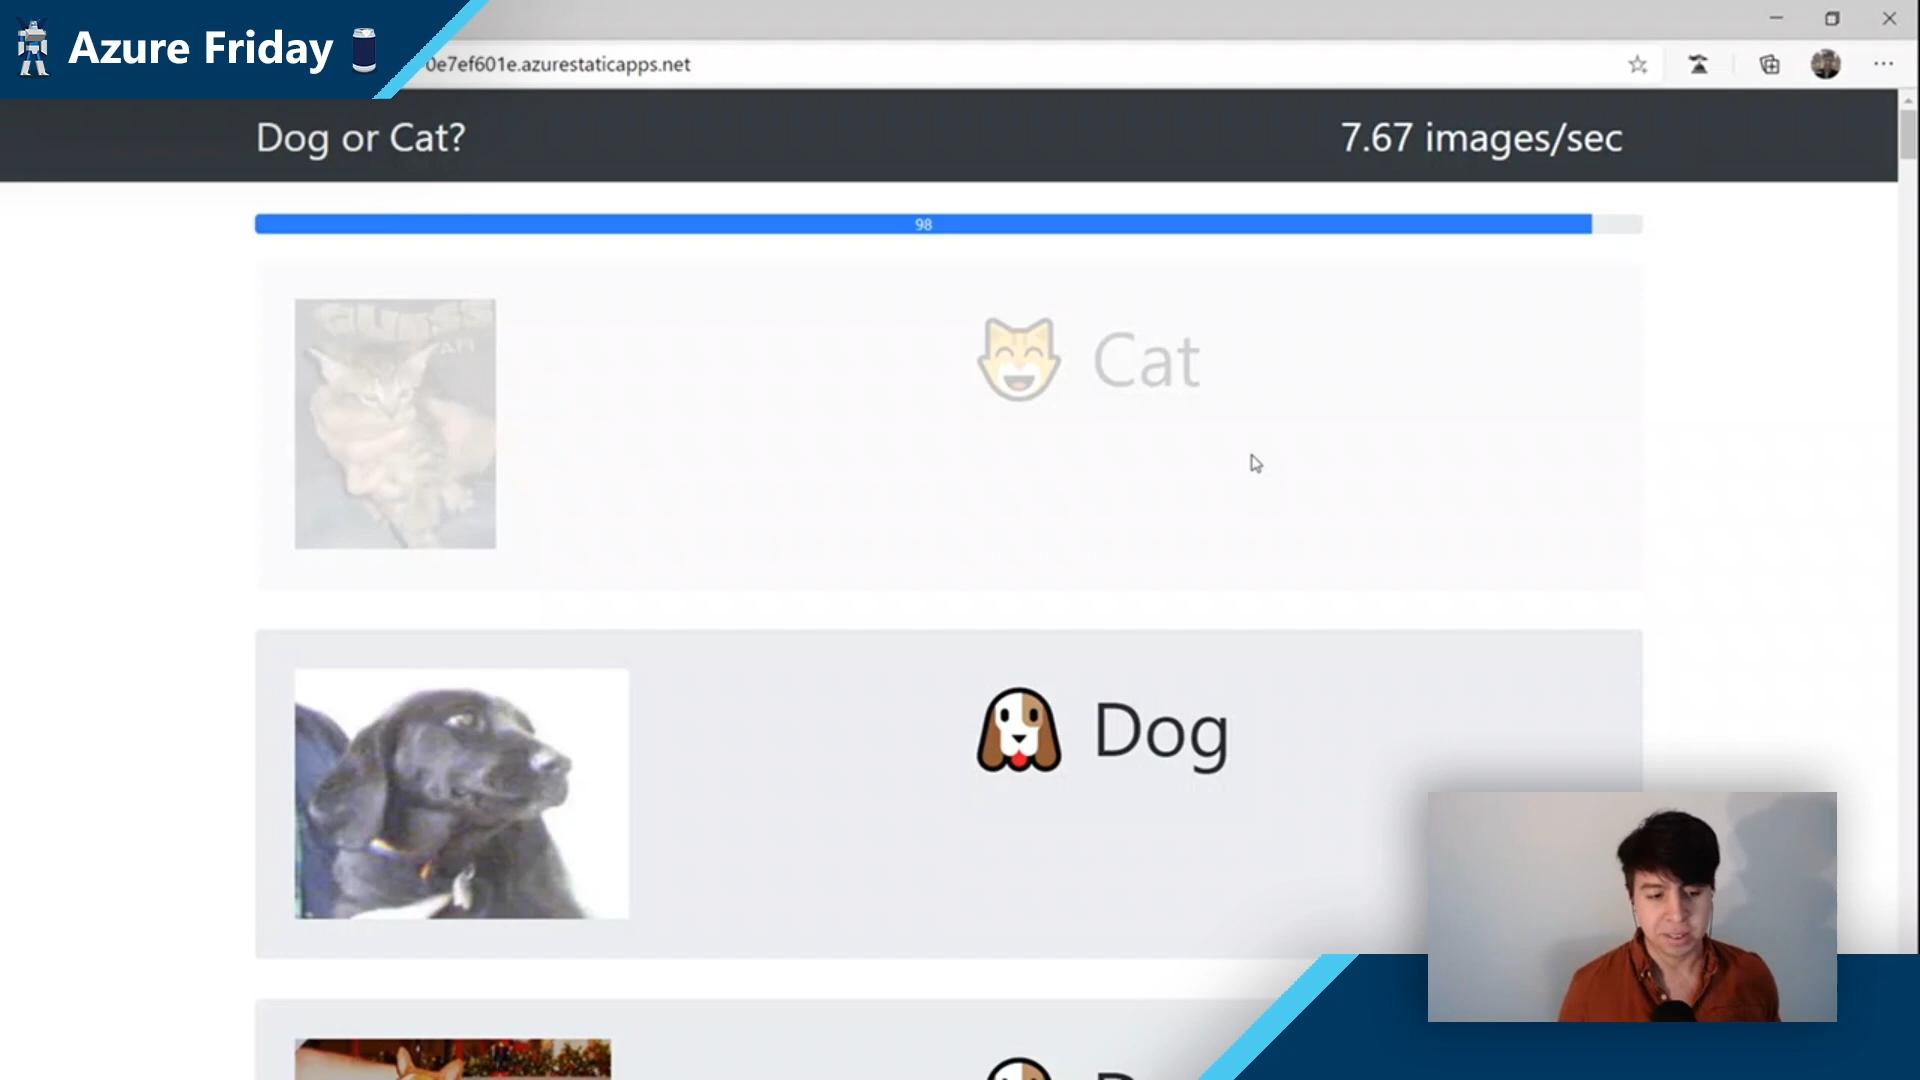 Azure Friday
0e7ef601e.azurestaticapps.net
Dog or Cat?
7.67 images/sec
98
Cat
Dog